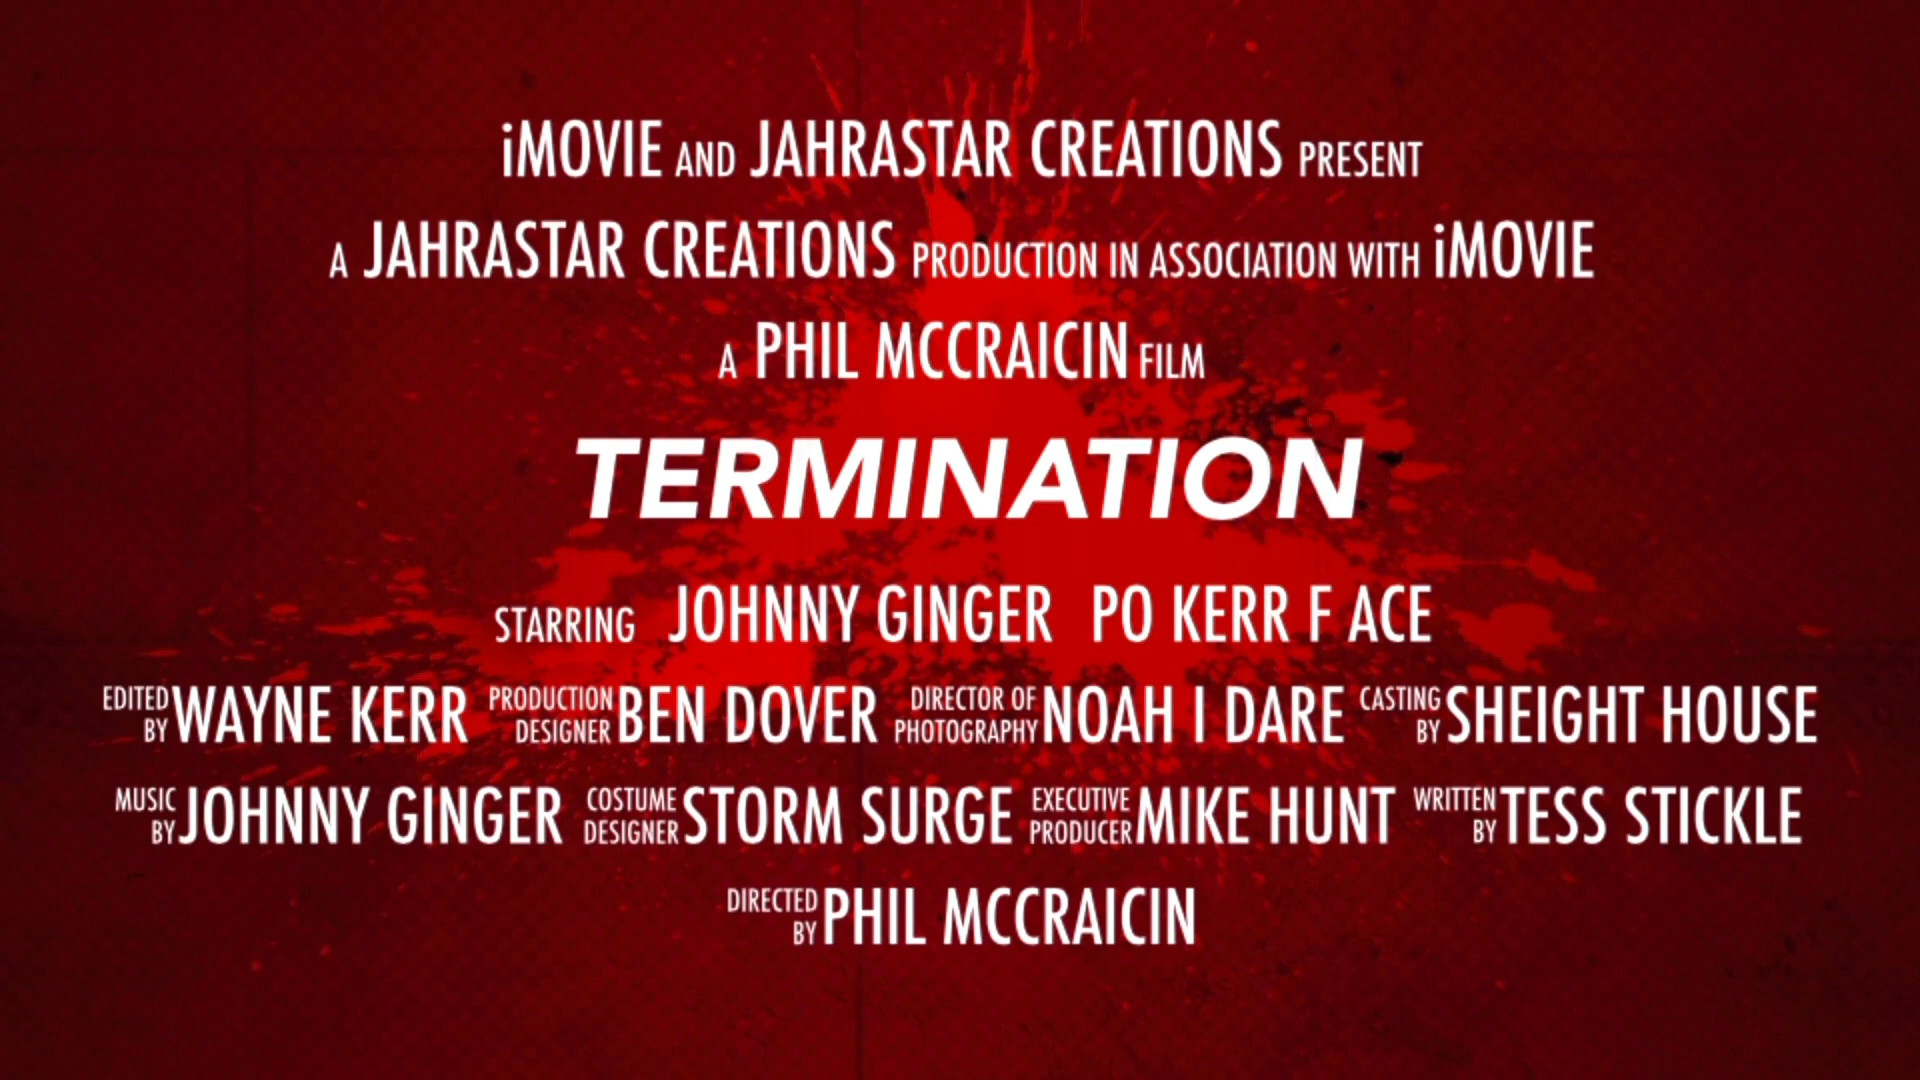 iMOVIE AND JAHRASTAR CREATIONS PRESENT
A JAHRASTAR CREATIONS PRODUCTION IN ASSOCIATION WITH iMOVIE
A PHIL MCCRAICIN FILM
TERMINATION
STARRING JOHNNY GINGER PO KERR F ACE
EDITED BY WAYNE KERR PRODUCTION DESIGNER BEN DOVER DIRECTOR OF PHOTOGRAPHY NOAH I DARE CASTING BY SHEIGHT HOUSE
MUSIC BY JOHNNY GINGER COSTUME DESIGNER STORM SURGE EXECUTIVE PRODUCER MIKE HUNT WRITTEN BY TESS STICKLE
DIRECTED BY PHIL MCCRAICIN